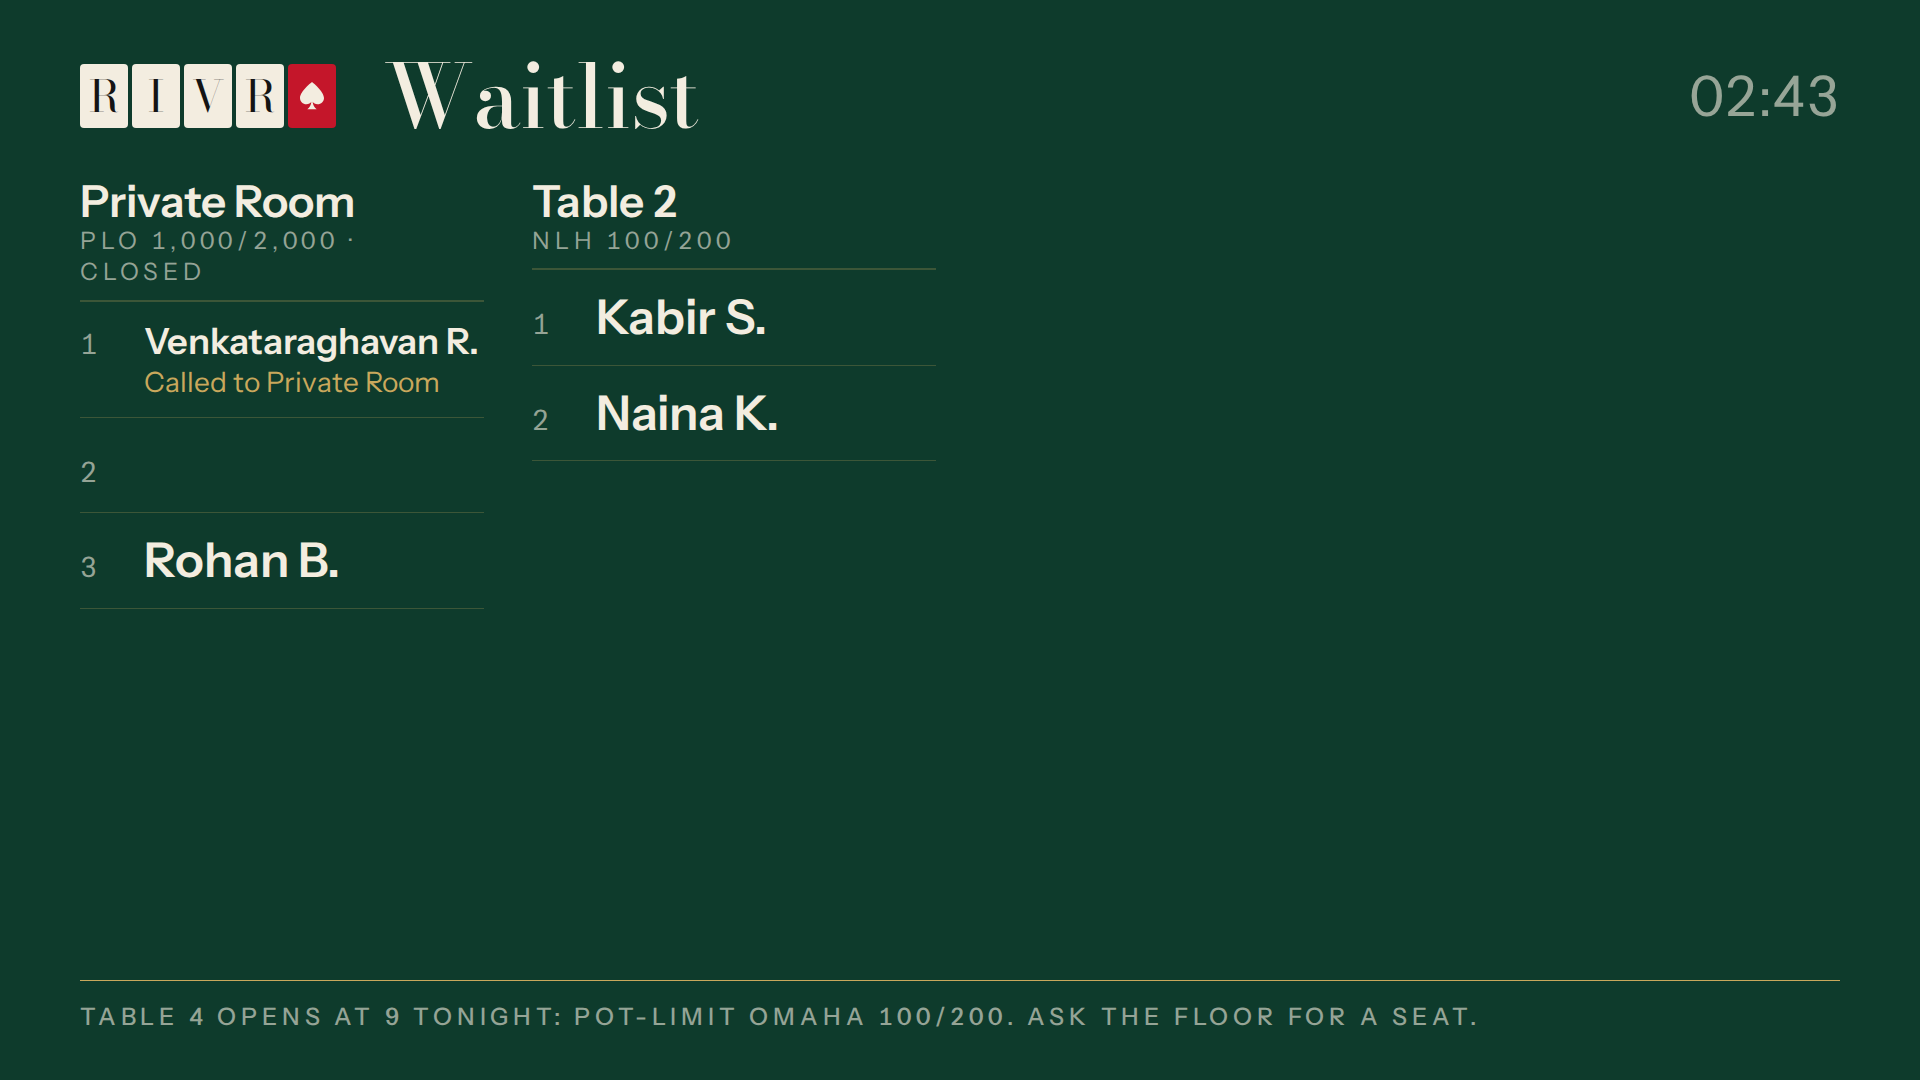 RIVR♠ Waitlist
02:43
Private Room
PLO 1,000/2,000 ·
CLOSED
1 Venkataraghavan R.
Called to Private Room
2
3 Rohan B.
Table 2
NLH 100/200
1 Kabir S.
2 Naina K.
TABLE 4 OPENS AT 9 TONIGHT: POT-LIMIT OMAHA 100/200. ASK THE FLOOR FOR A SEAT.